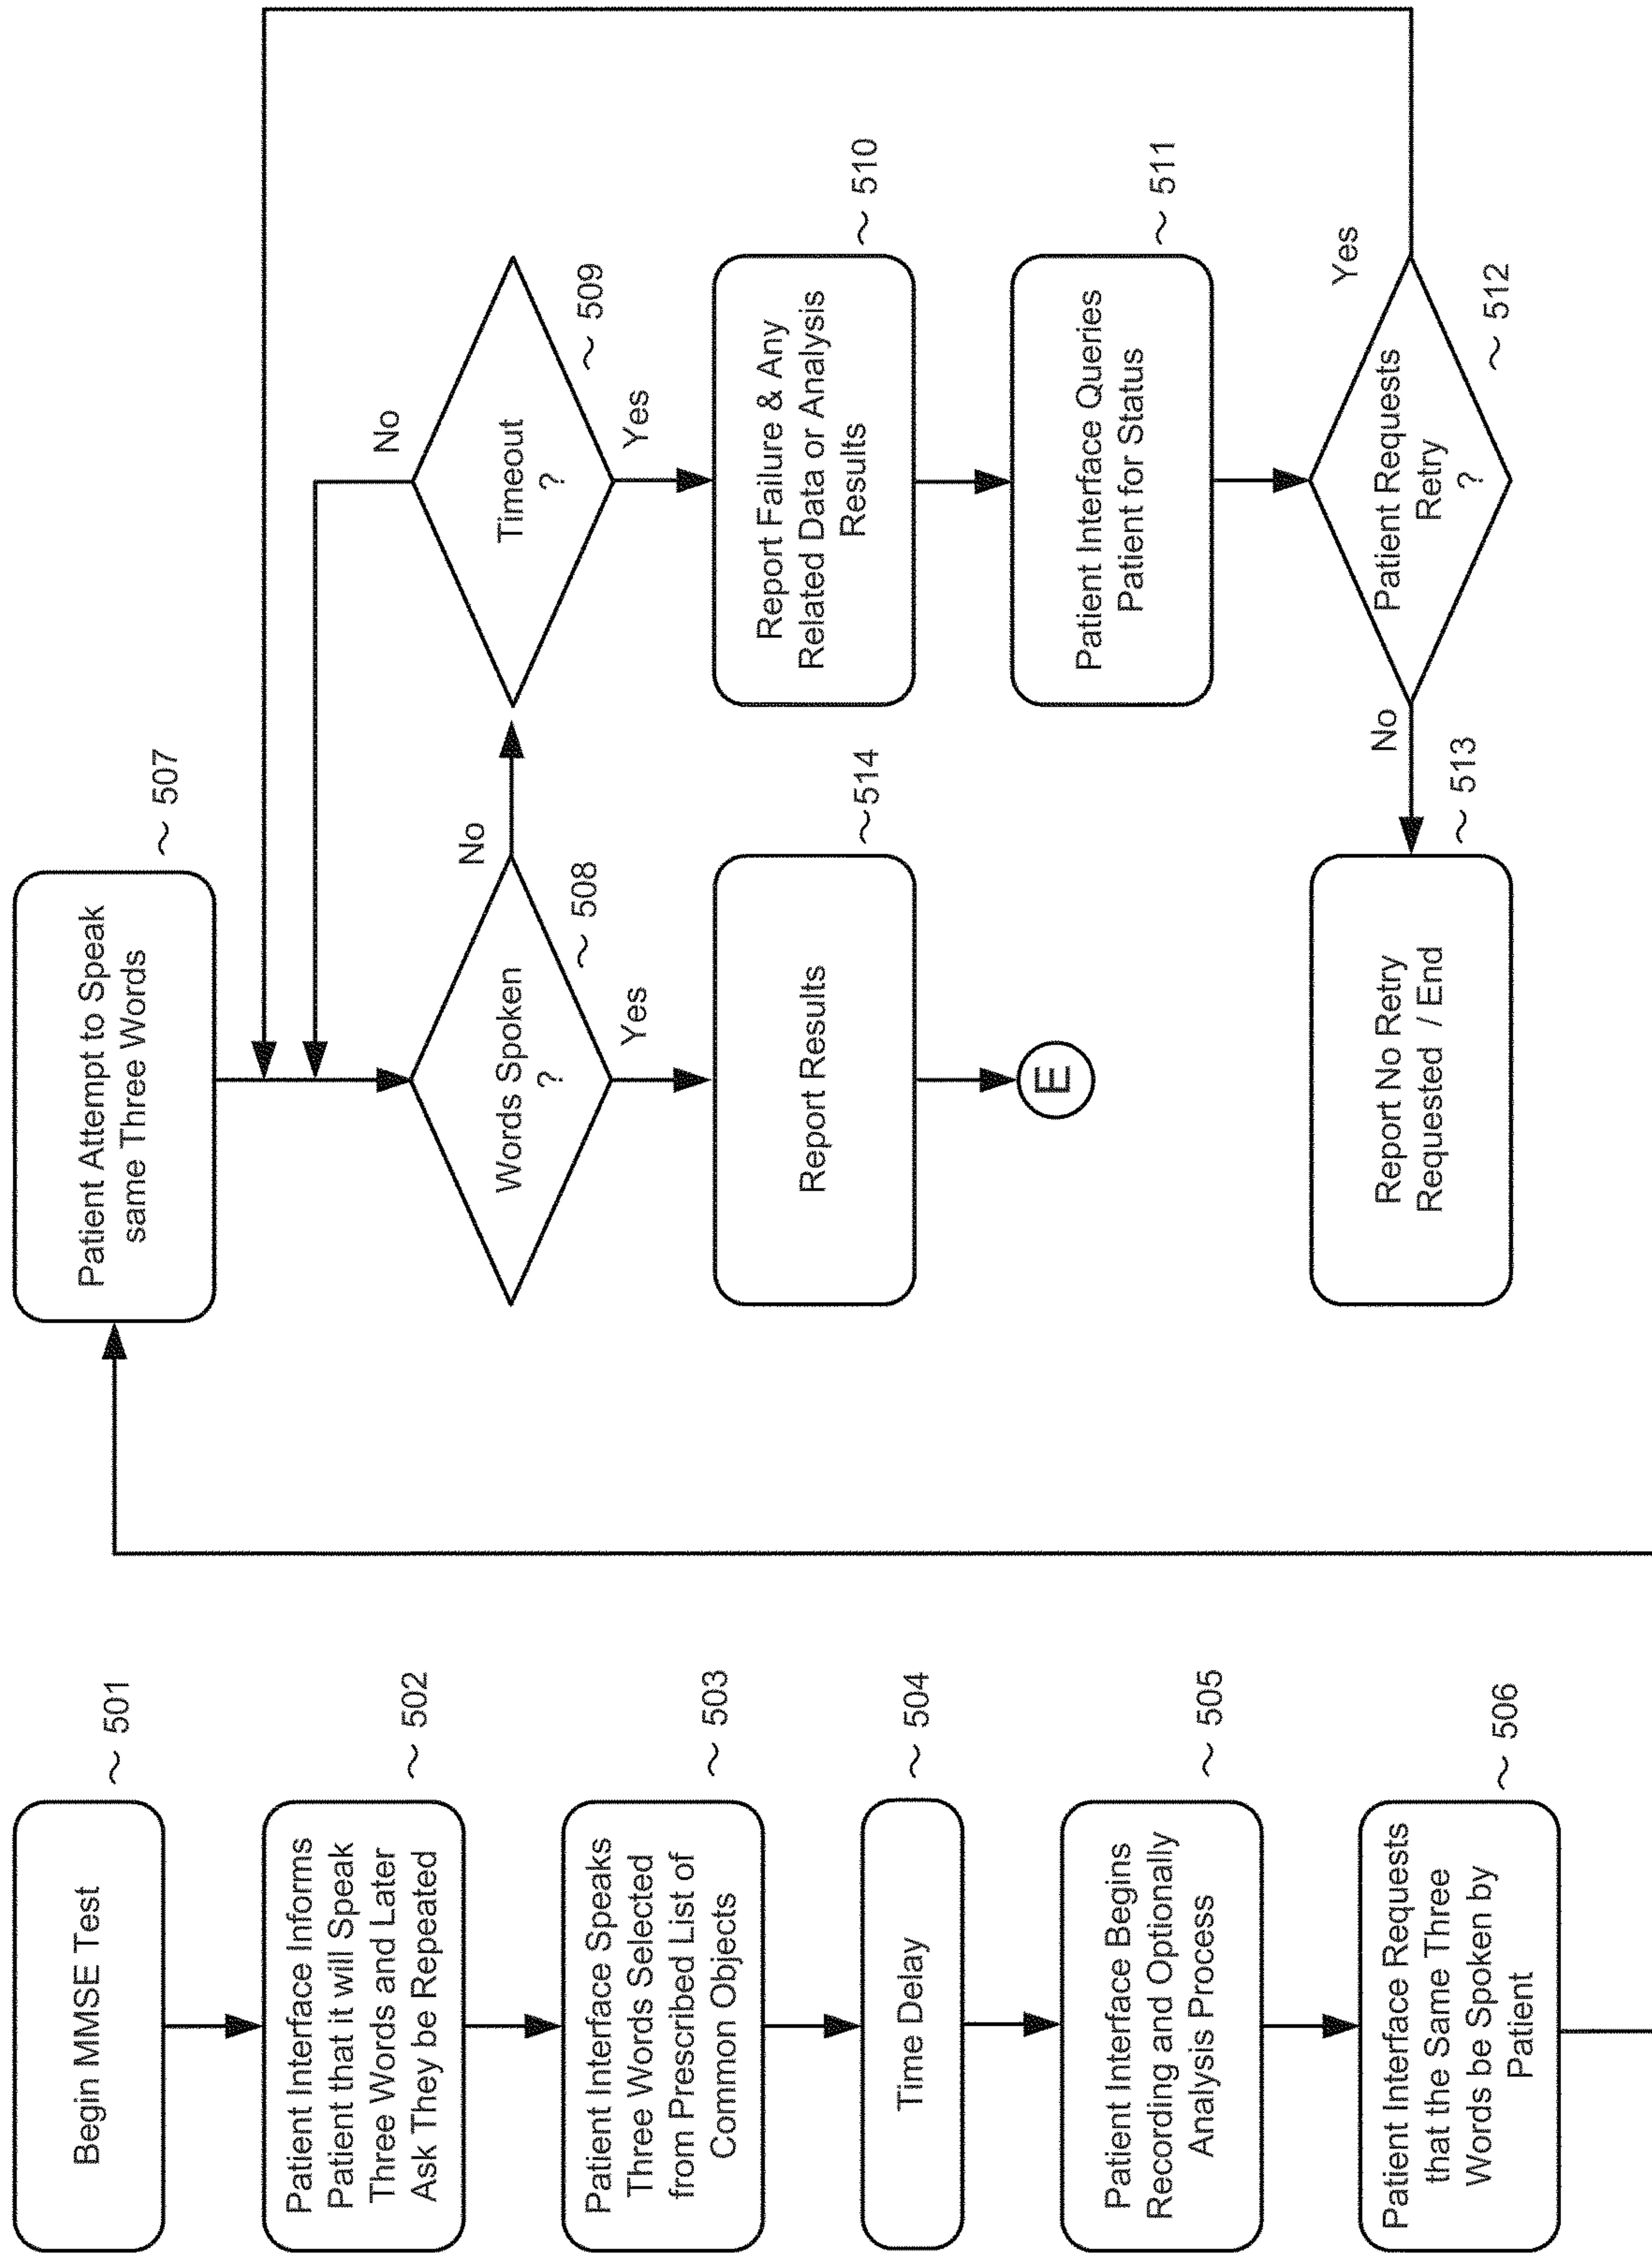 Begin MMSE Test
~ 501
Patient Interface Informs
Patient that it will Speak
Three Words and Later
Ask They be Repeated
~ 502
Patient Interface Speaks
Three Words Selected
from Prescribed List of
Common Objects
~ 503
Time Delay
~ 504
Patient Interface Begins
Recording and Optionally
Analysis Process
~ 505
Patient Interface Requests
that the Same Three
Words be Spoken by
Patient
~ 506
Patient Attempt to Speak
same Three Words
~ 507
Words Spoken
?
~ 508
No
Yes
Timeout
?
~ 509
No
Yes
Report Failure & Any
Related Data or Analysis
Results
~ 510
Patient Interface Queries
Patient for Status
~ 511
Patient Requests
Retry
?
~ 512
Yes
No
Report No Retry
Requested / End
~ 513
Report Results
~514
E